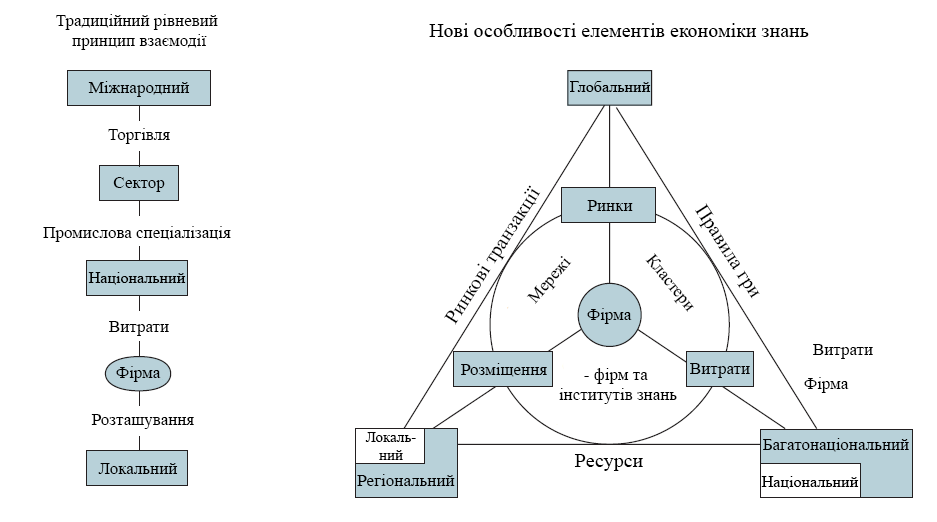 Традиційний рівневий
принцип взаємодії
Міжнародний
Торгівля
Сектор
Промислова спеціалізація
Національний
Витрати
Фірма
Розташування
Локальний
Нові особливості елементів економіки знань
Глобальний
Ринки
Ринкові транзакції
Правила гри
Мережі
Кластери
Фірма
Розміщення
Витрати
- фірм та
інститутів знань
Витрати
Фірма
Локаль-
ний
Регіональний
Ресурси
Багатонаціональний
Національний